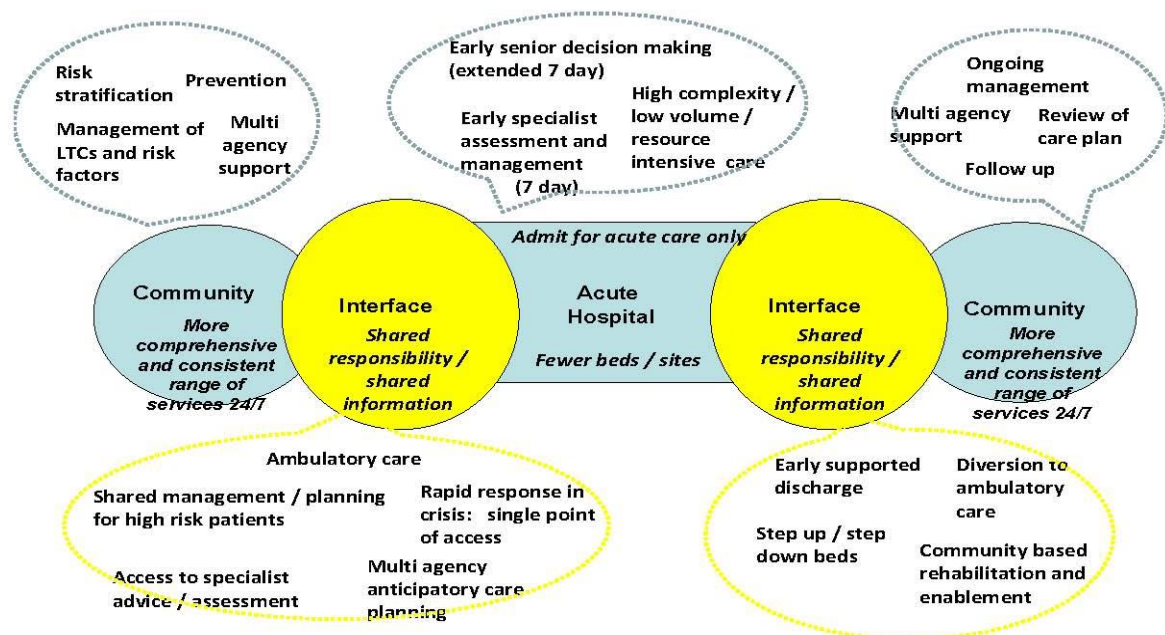 Risk
stratification
Prevention
Management of
LTCs and risk
factors
Multi
agency
support
Early senior decision making
(extended 7 day)
Early specialist
assessment and
management
(7 day)
High complexity /
low volume /
resource
intensive care
Ongoing
management
Multi agency
support
Review of
care plan
Follow up
Community
More
comprehensive
and consistent
range of
services 24/7
Interface
Shared
responsibility /
shared
information
Admit for acute care only
Acute
Hospital
Fewer beds / sites
Interface
Shared
responsibility /
shared
information
Community
More
comprehensive
and consistent
range of
services 24/7
Ambulatory care
Shared management / planning
for high risk patients
Rapid response in
crisis: single point
of access
Access to specialist
advice / assessment
Multi agency
anticipatory care
planning
Early supported
discharge
Diversion to
ambulatory
care
Step up / step
down beds
Community based
rehabilitation and
enablement